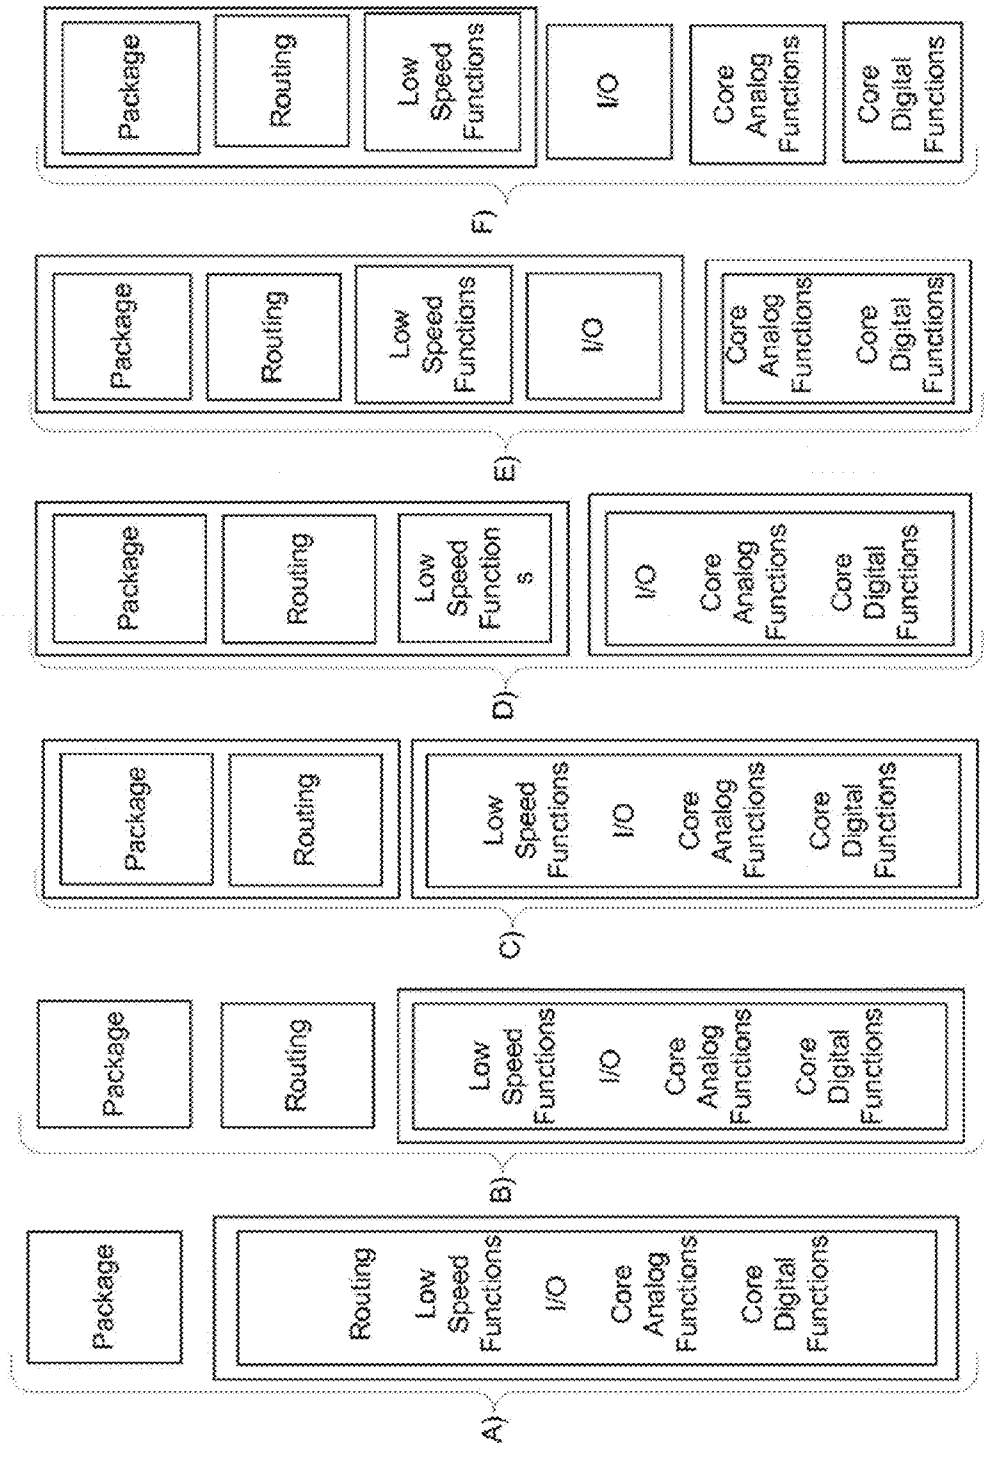 A)
Package
Routing
Low
Speed
Functions
I/O
Core
Analog
Functions
Core
Digital
Functions
B)
Package
Routing
Low
Speed
Functions
I/O
Core
Analog
Functions
Core
Digital
Functions
C)
Package
Routing
Low
Speed
Functions
I/O
Core
Analog
Functions
Core
Digital
Functions
D)
Package
Routing
Low
Speed
Function
s
I/O
Core
Analog
Functions
Core
Digital
Functions
E)
Package
Routing
Low
Speed
Functions
I/O
Core
Analog
Functions
Core
Digital
Functions
F)
Package
Routing
Low
Speed
Functions
I/O
Core
Analog
Functions
Core
Digital
Functions